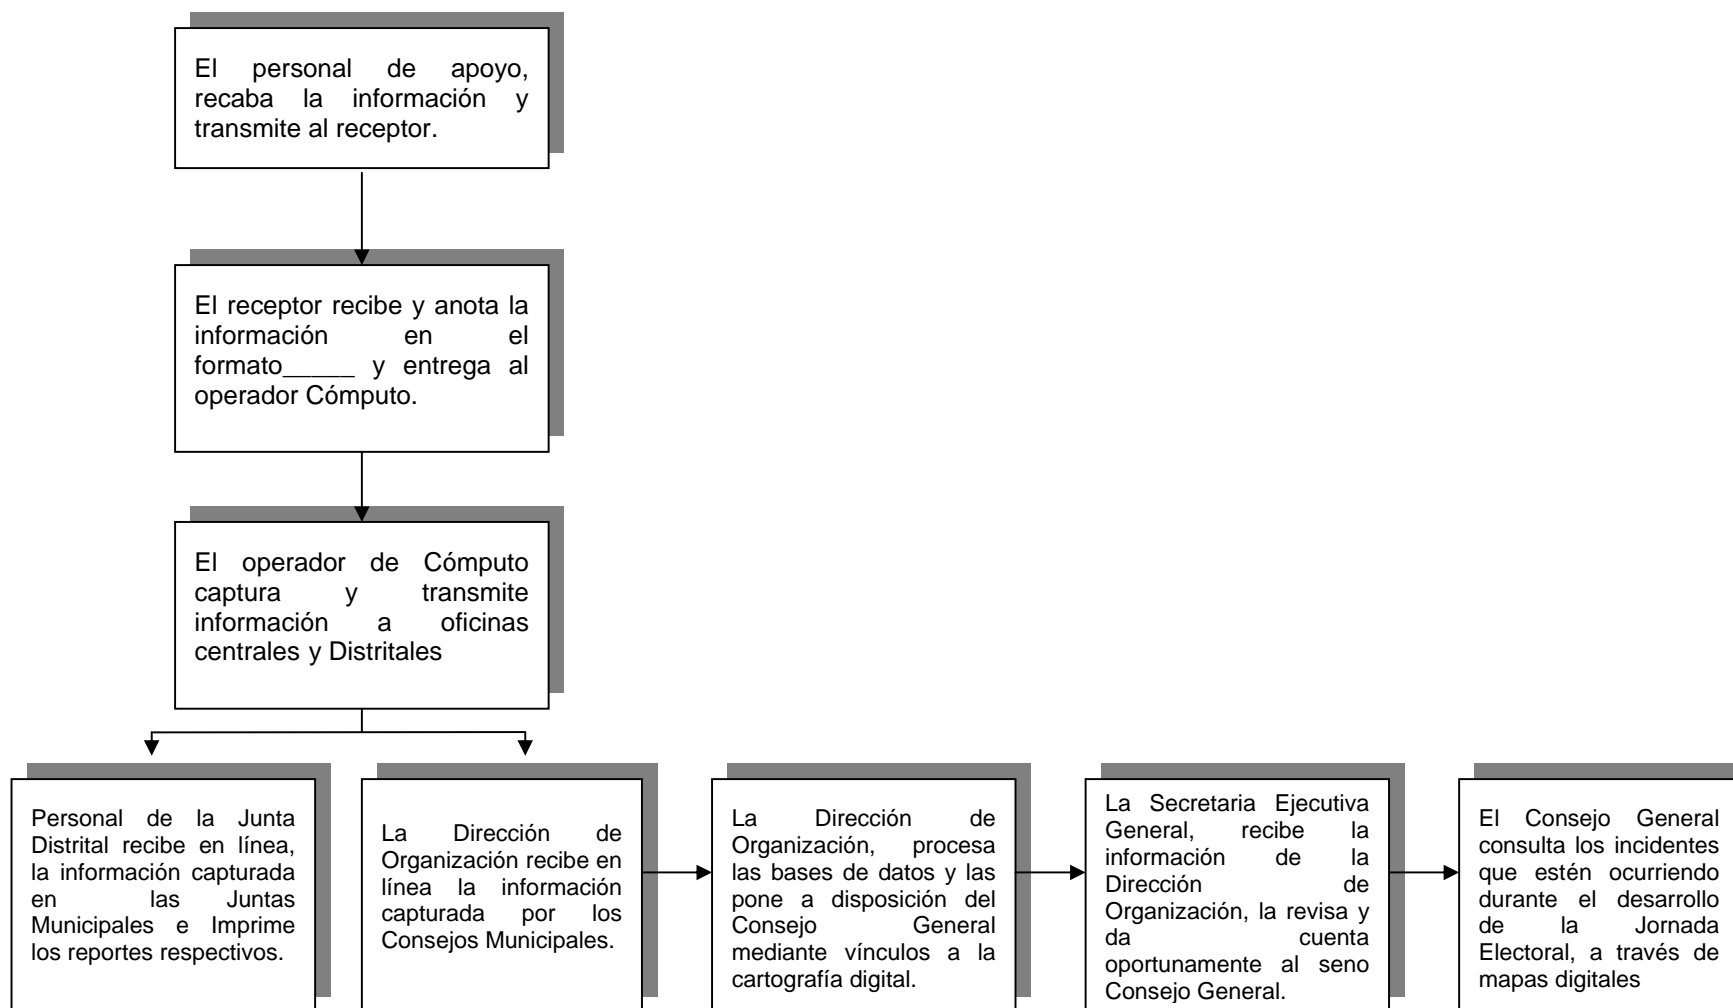 El personal de apoyo,
recaba la información y
transmite al receptor.
El receptor recibe y anota la
información en el
formato_____ y entrega al
operador Cómputo.
El operador de Cómputo
captura y transmite
información a oficinas
centrales y Distritales
Personal de la Junta
Distrital recibe en línea,
la información capturada
en las Juntas
Municipales e Imprime
los reportes respectivos.
La Dirección de
Organización recibe en
línea la información
capturada por los
Consejos Municipales.
La Dirección de
Organización, procesa
las bases de datos y las
pone a disposición del
Consejo General
mediante vínculos a la
cartografía digital.
La Secretaria Ejecutiva
General, recibe la
información de la
Dirección de
Organización, la revisa y
da cuenta
oportunamente al seno
Consejo General.
El Consejo General
consulta los incidentes
que estén ocurriendo
durante el desarrollo
de la Jornada
Electoral, a través de
mapas digitales